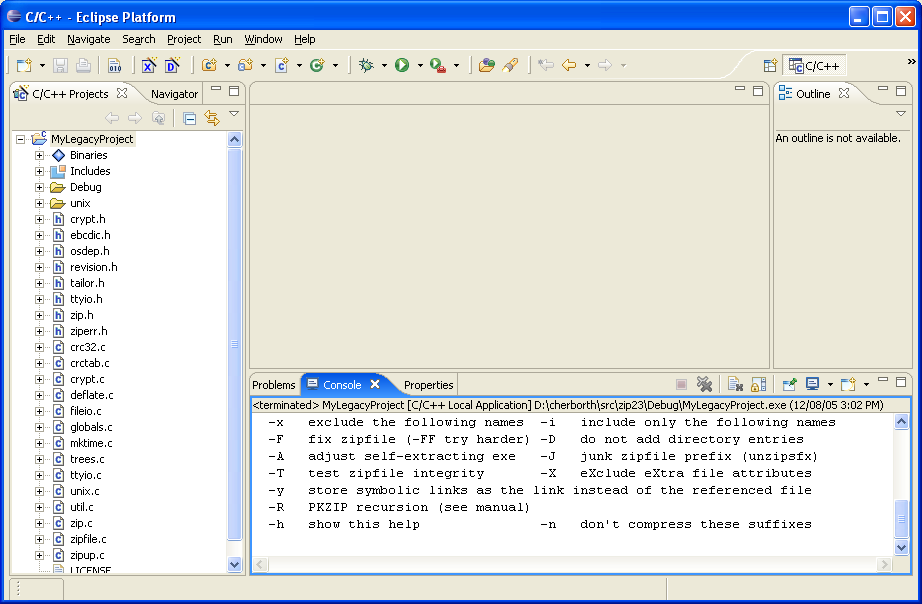 C/C++ - Eclipse Platform
File Edit Navigate Search Project Run Window Help
010
C/C++
»
C/C++ Projects Navigator
Outline
MyLegacyProject
An outline is not available.
Binaries
Includes
Debug
unix
crypt.h
ebcdic.h
osdep.h
revision.h
tailor.h
ttyio.h
zip.h
ziperr.h
crc32.c
crctab.c
crypt.c
deflate.c
fileio.c
globals.c
mktime.c
trees.c
ttyio.c
unix.c
util.c
zip.c
zipfile.c
zipup.c
LICENSE
Problems Console Properties
<terminated> MyLegacyProject [C/C++ Local Application] D:\cherborth\src\zip23\Debug\MyLegacyProject.exe (12/08/05 3:02 PM)
-x exclude the following names -i include only the following names
-F fix zipfile (-FF try harder) -D do not add directory entries
-A adjust self-extracting exe -J junk zipfile prefix (unzipsfx)
-T test zipfile integrity -X eXclude eXtra file attributes
-y store symbolic links as the link instead of the referenced file
-R PKZIP recursion (see manual)
-h show this help -n don't compress these suffixes